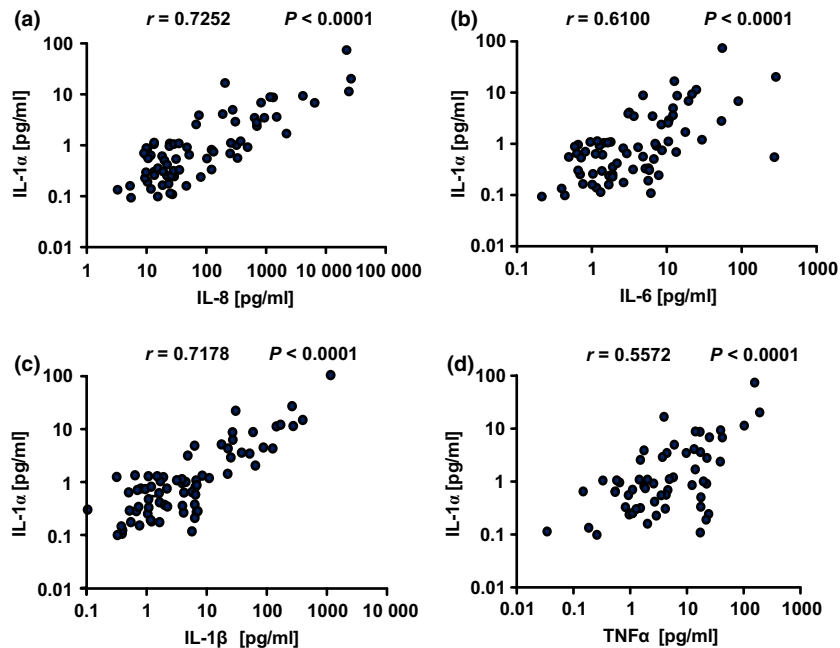 (a) r = 0.7252 P < 0.0001
IL-1α [pg/ml]
100
10
1
0.1
0.01
1 10 100 1000 10 000 100 000
IL-8 [pg/ml]
(b) r = 0.6100 P < 0.0001
IL-1α [pg/ml]
100
10
1
0.1
0.01
0.1 1 10 100 1000
IL-6 [pg/ml]
(c) r = 0.7178 P < 0.0001
IL-1α [pg/ml]
100
10
1
0.1
0.01
0.1 1 10 100 1000 10 000
IL-1β [pg/ml]
(d) r = 0.5572 P < 0.0001
IL-1α [pg/ml]
100
10
1
0.1
0.01
0.01 0.1 1 10 100 1000
TNFα [pg/ml]